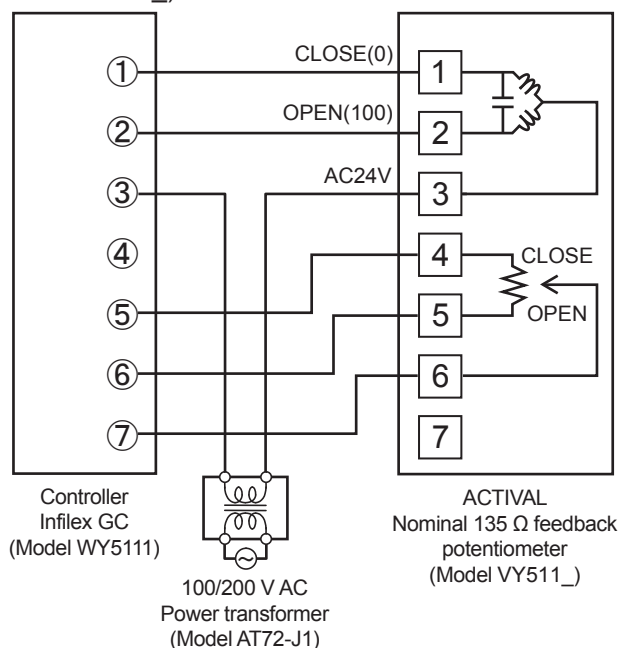 CLOSE(0)
① 1
OPEN(100)
② 2
AC24V
③ 3
④ 4
CLOSE
⑤ 5
OPEN
⑥ 6
⑦ 7
Controller
Infilex GC
(Model WY5111)
ACTIVAL
Nominal 135 Ω feedback
potentiometer
(Model VY511_)
100/200 V AC
Power transformer
(Model AT72-J1)